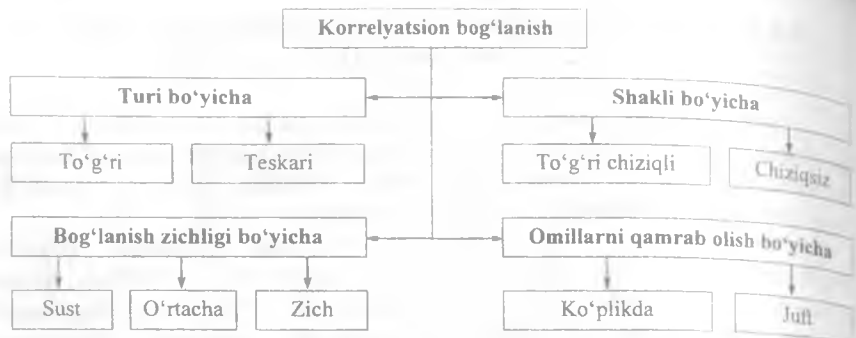 Korrelyatsion bog‘lanish
Turi bo‘yicha
Shakli bo‘yicha
To‘g‘ri
Teskari
To‘g‘ri chiziqli
Chiziqsiz
Bog‘lanish zichligi bo‘yicha
Omillarni qamrab olish bo‘yicha
Sust
O‘rtacha
Zich
Ko‘plikda
Juft